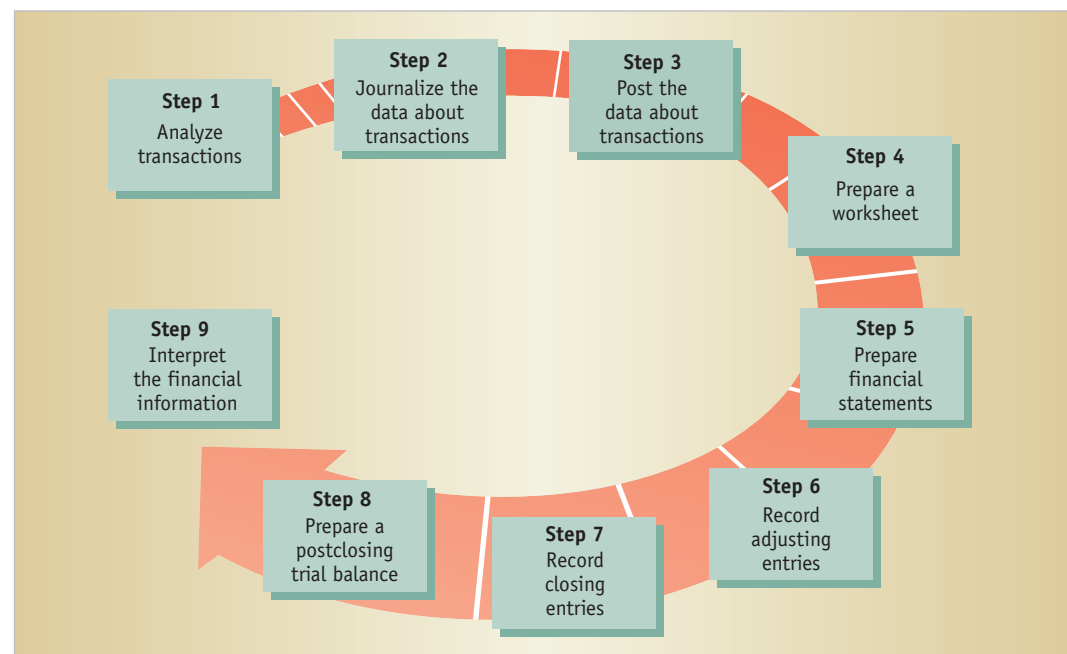 Step 1
Analyze
transactions
Step 2
Journalize the
data about
transactions
Step 3
Post the
data about
transactions
Step 4
Prepare a
worksheet
Step 5
Prepare
financial
statements
Step 6
Record
adjusting
entries
Step 7
Record
closing
entries
Step 8
Prepare a
postclosing
trial balance
Step 9
Interpret
the financial
information